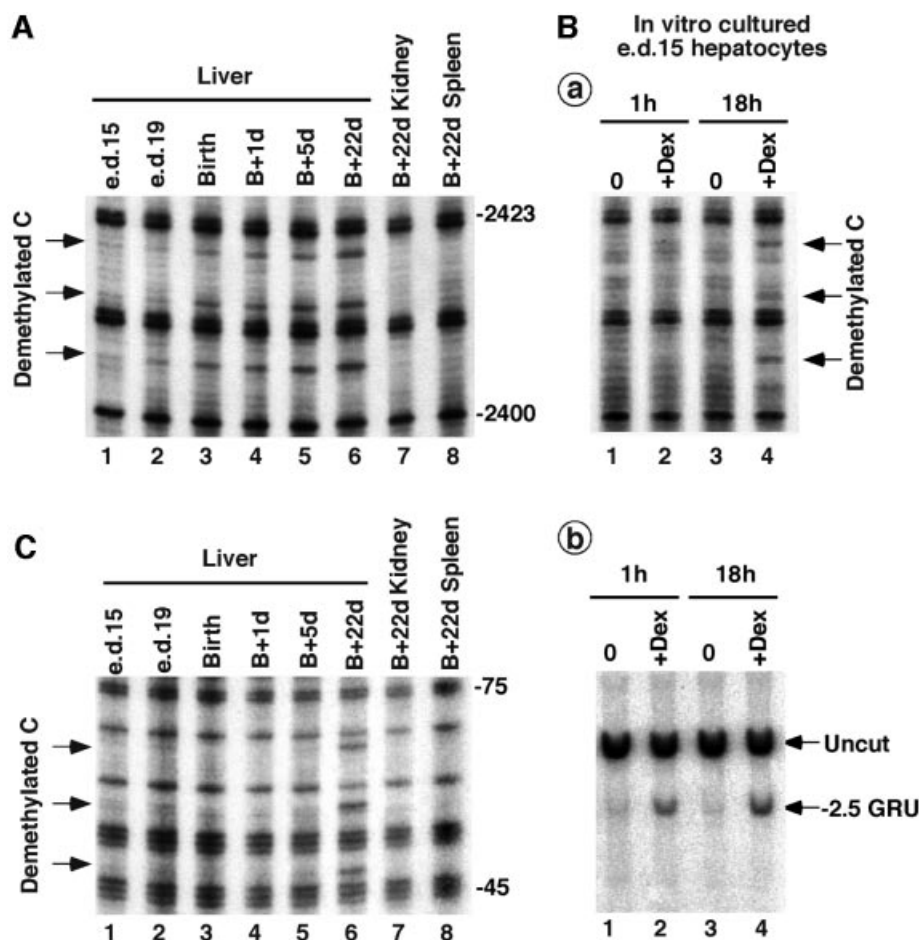 A
Liver
e.d.15
e.d.19
Birth
B+1d
B+5d
B+22d
B+22d Kidney
B+22d Spleen
Demethylated C
-2423
-2400
1 2 3 4 5 6 7 8
B
In vitro cultured
e.d.15 hepatocytes
a
1h 18h
0 +Dex 0 +Dex
Demethylated C
1 2 3 4
C
Liver
e.d.15
e.d.19
Birth
B+1d
B+5d
B+22d
B+22d Kidney
B+22d Spleen
Demethylated C
-75
-45
1 2 3 4 5 6 7 8
b
1h 18h
0 +Dex 0 +Dex
Uncut
-2.5 GRU
1 2 3 4